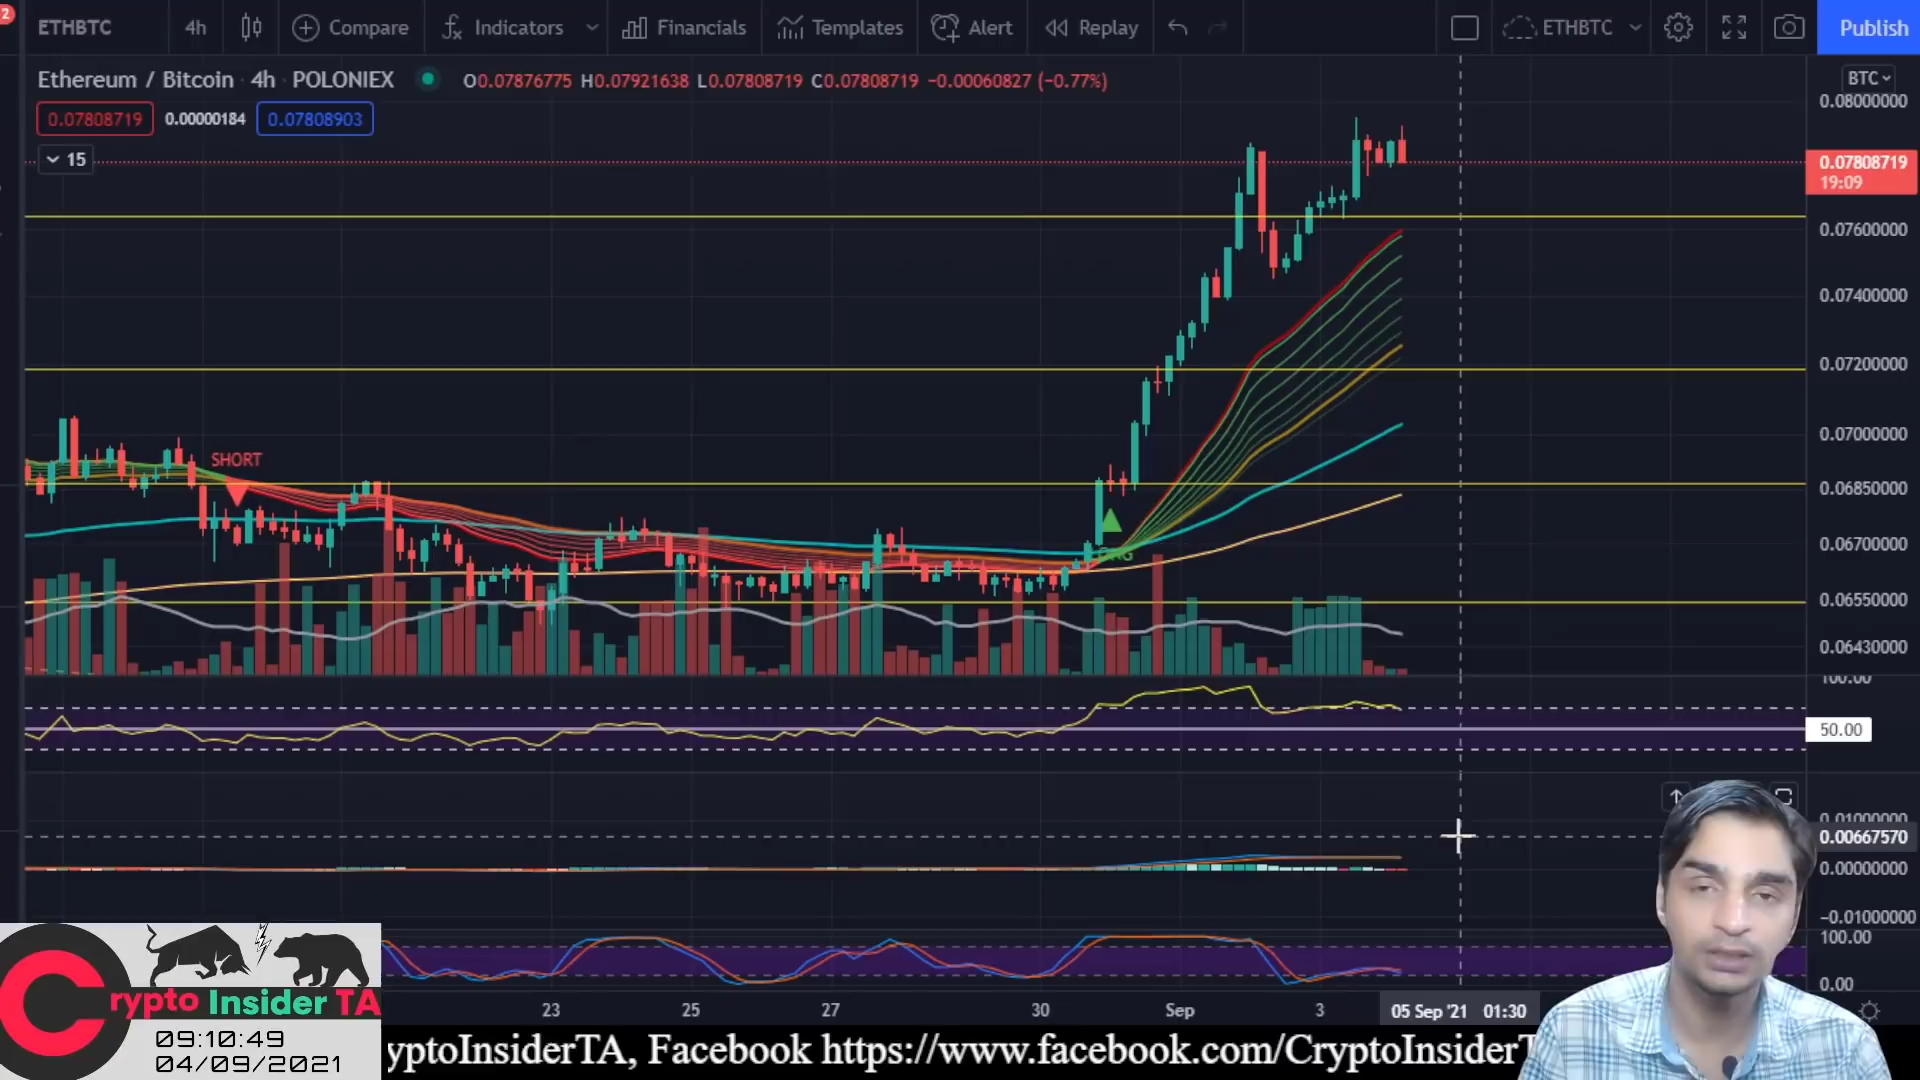 2
ETHBTC 4h Compare Indicators Financials Templates Alert Replay ETHBTC Publish
Ethereum / Bitcoin 4h POLONIEX O0.07876775 H0.07921638 L0.07808719 C0.07808719 −0.00060827 (−0.77%)
BTC
0.07808719 0.00000184 0.07808903
15
0.08000000
0.07808719
19:09
0.07600000
0.07400000
0.07200000
0.07000000
0.06850000
0.06700000
0.06550000
0.06430000
SHORT
100.00
50.00
0.01000000
0.00667570
0.00000000
−0.01000000
100.00
0.00
23 25 27 30 Sep 3 05 Sep '21 01:30
Crypto Insider TA
09:10:49
04/09/2021
yptoInsiderTA, Facebook https://www.facebook.com/CryptoInsiderT